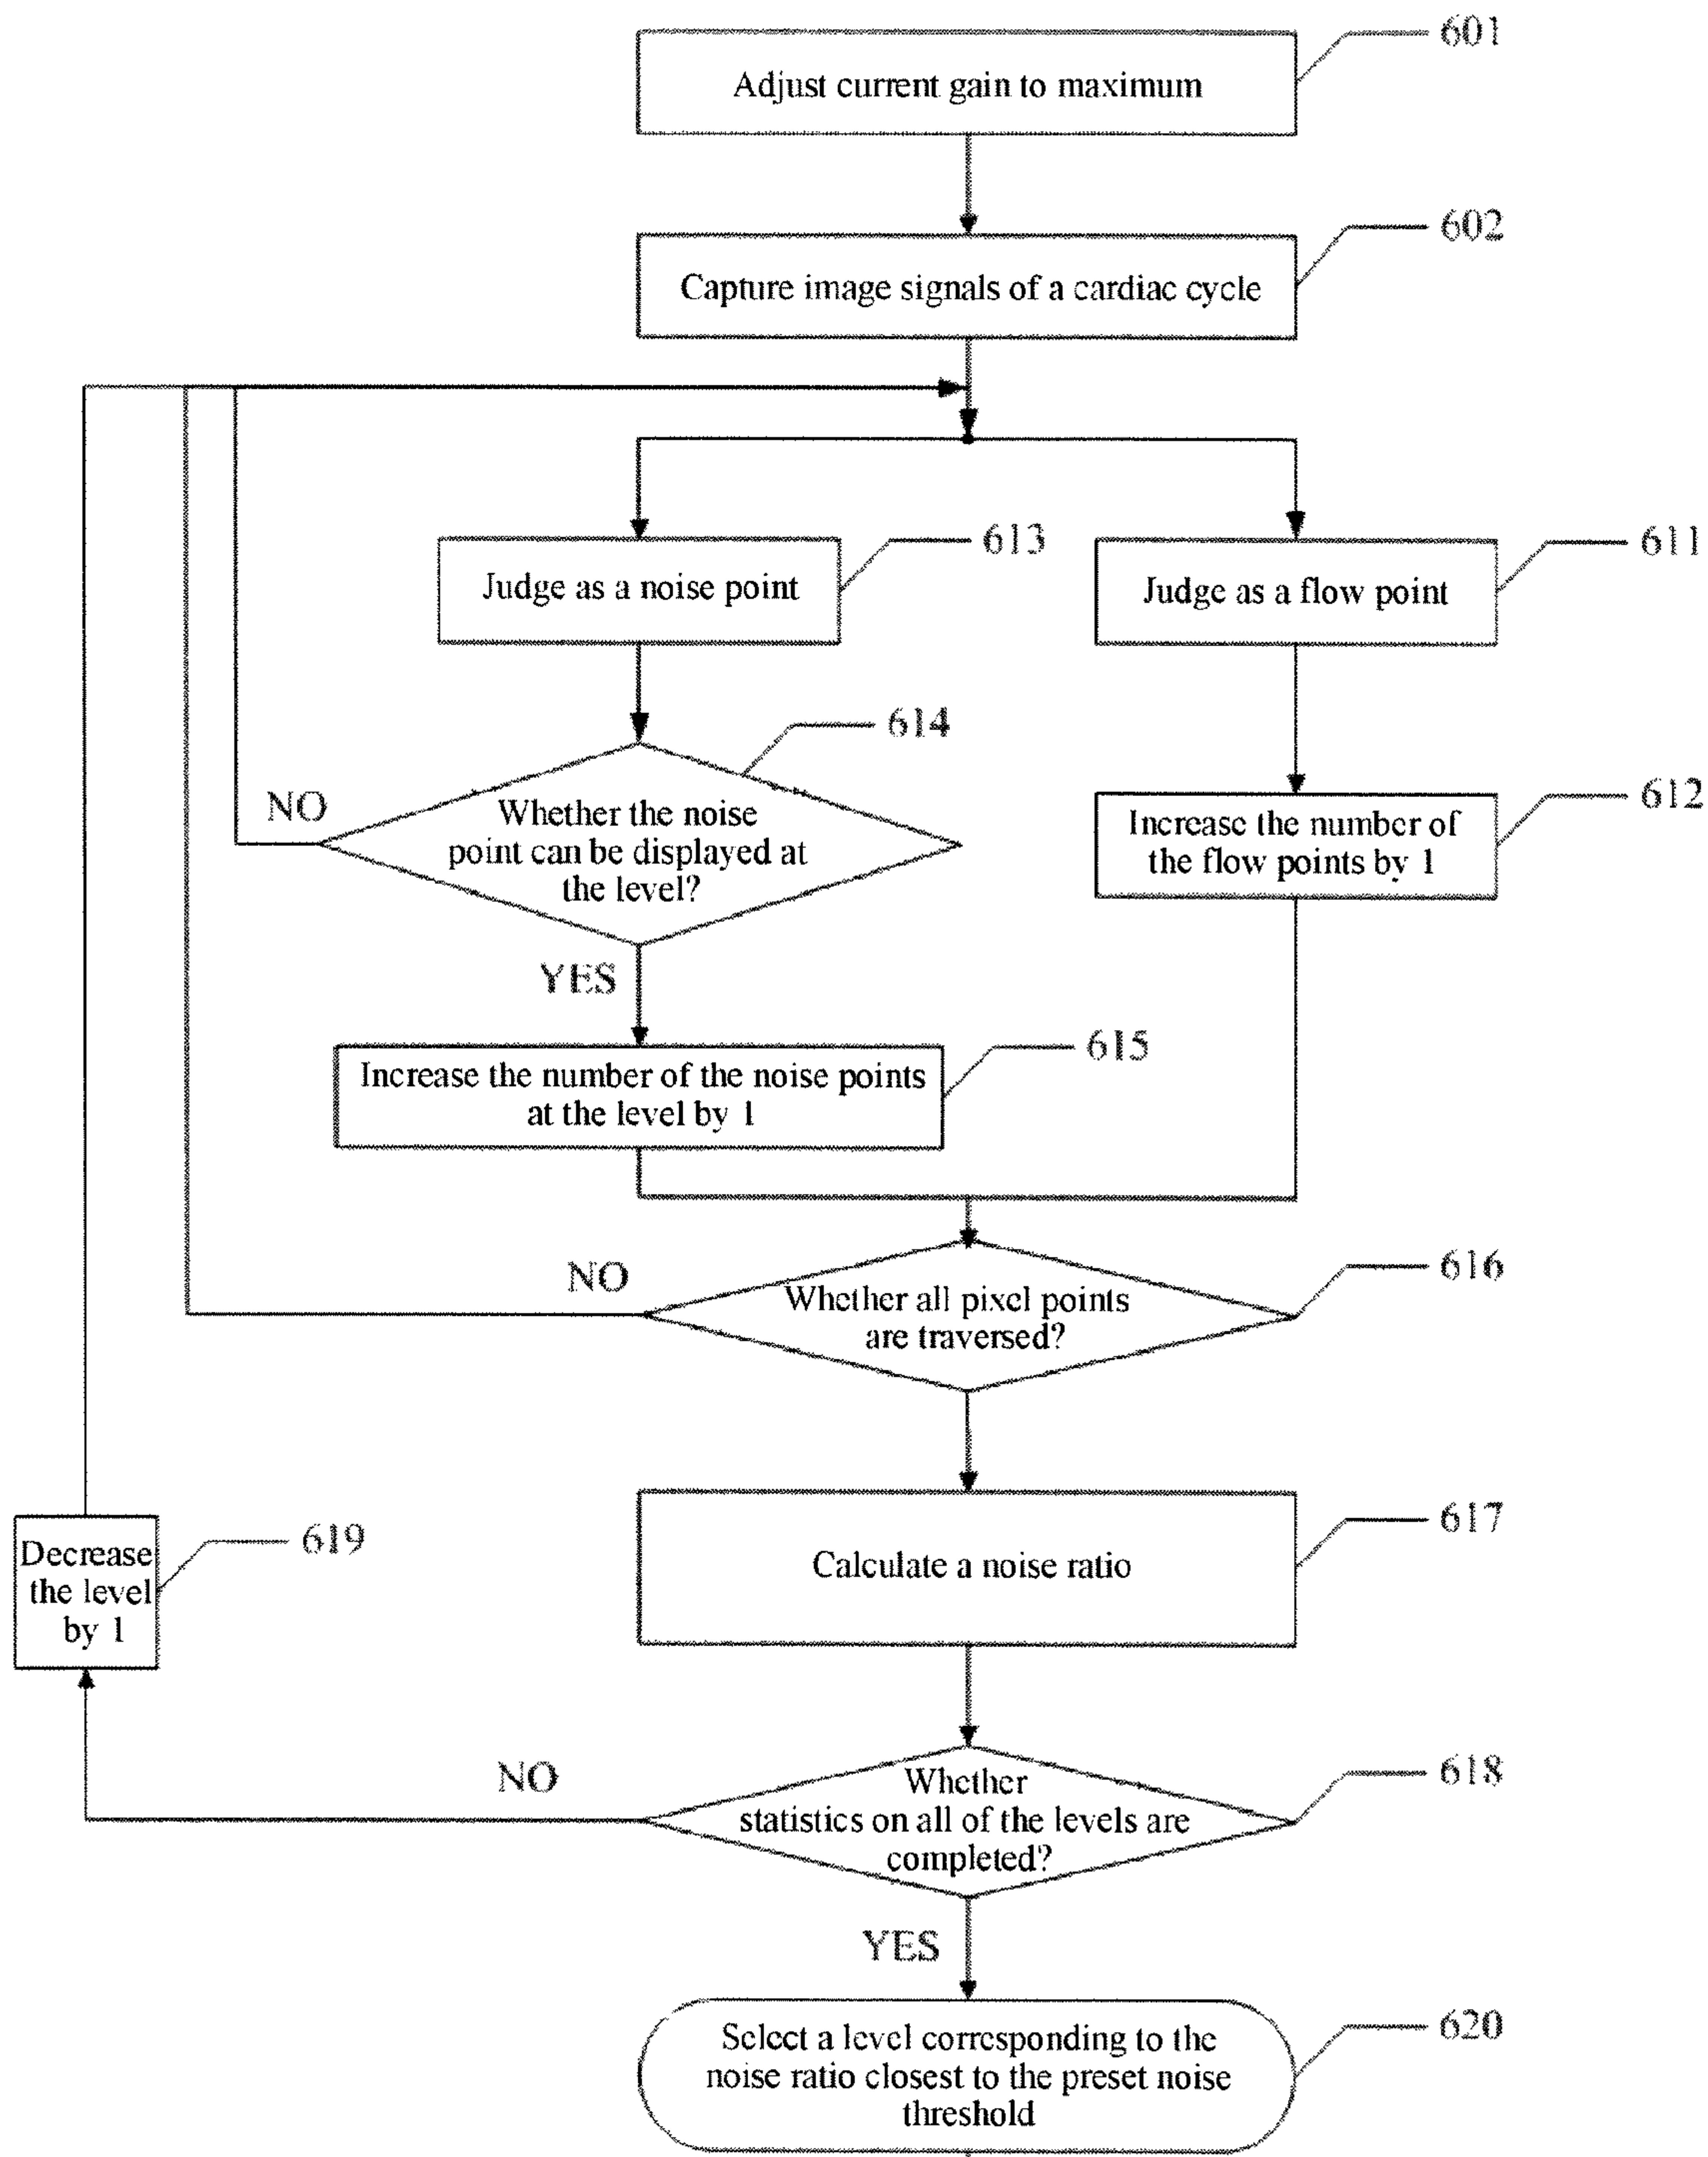 601
Adjust current gain to maximum
602
Capture image signals of a cardiac cycle
613
Judge as a noise point
611
Judge as a flow point
614
NO
Whether the noise
point can be displayed at
the level?
612
Increase the number of
the flow points by 1
YES
615
Increase the number of the noise points
at the level by 1
NO
616
Whether all pixel points
are traversed?
617
Calculate a noise ratio
619
Decrease
the level
by 1
NO
618
Whether
statistics on all of the levels are
completed?
YES
620
Select a level corresponding to the
noise ratio closest to the preset noise
threshold